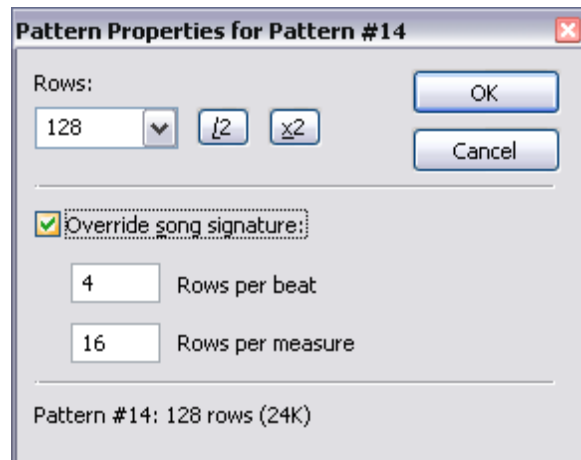 Pattern Properties for Pattern #14
Rows:
128
/2
x2
OK
Cancel
Override song signature:
4 Rows per beat
16 Rows per measure
Pattern #14: 128 rows (24K)